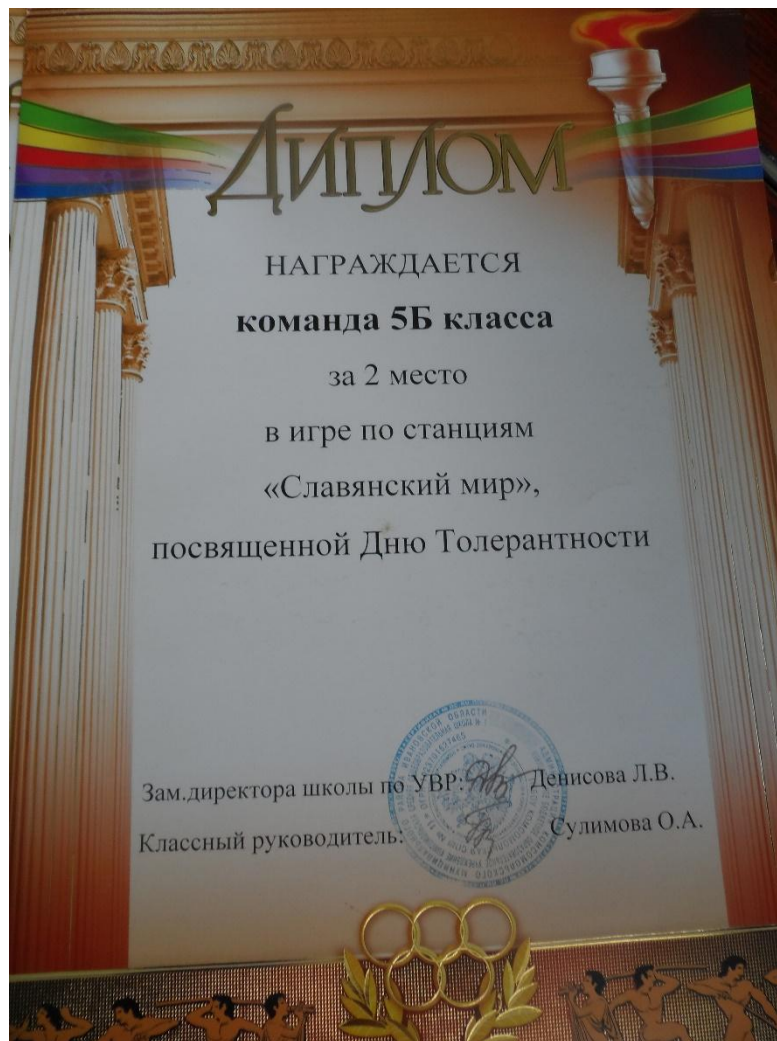 ДИПЛОМ
НАГРАЖДАЕТСЯ
команда 5Б класса
за 2 место
в игре по станциям
«Славянский мир»,
посвященной Дню Толерантности
Зам.директора школы по УВР: Денисова Л.В.
Классный руководитель: Сулимова О.А.